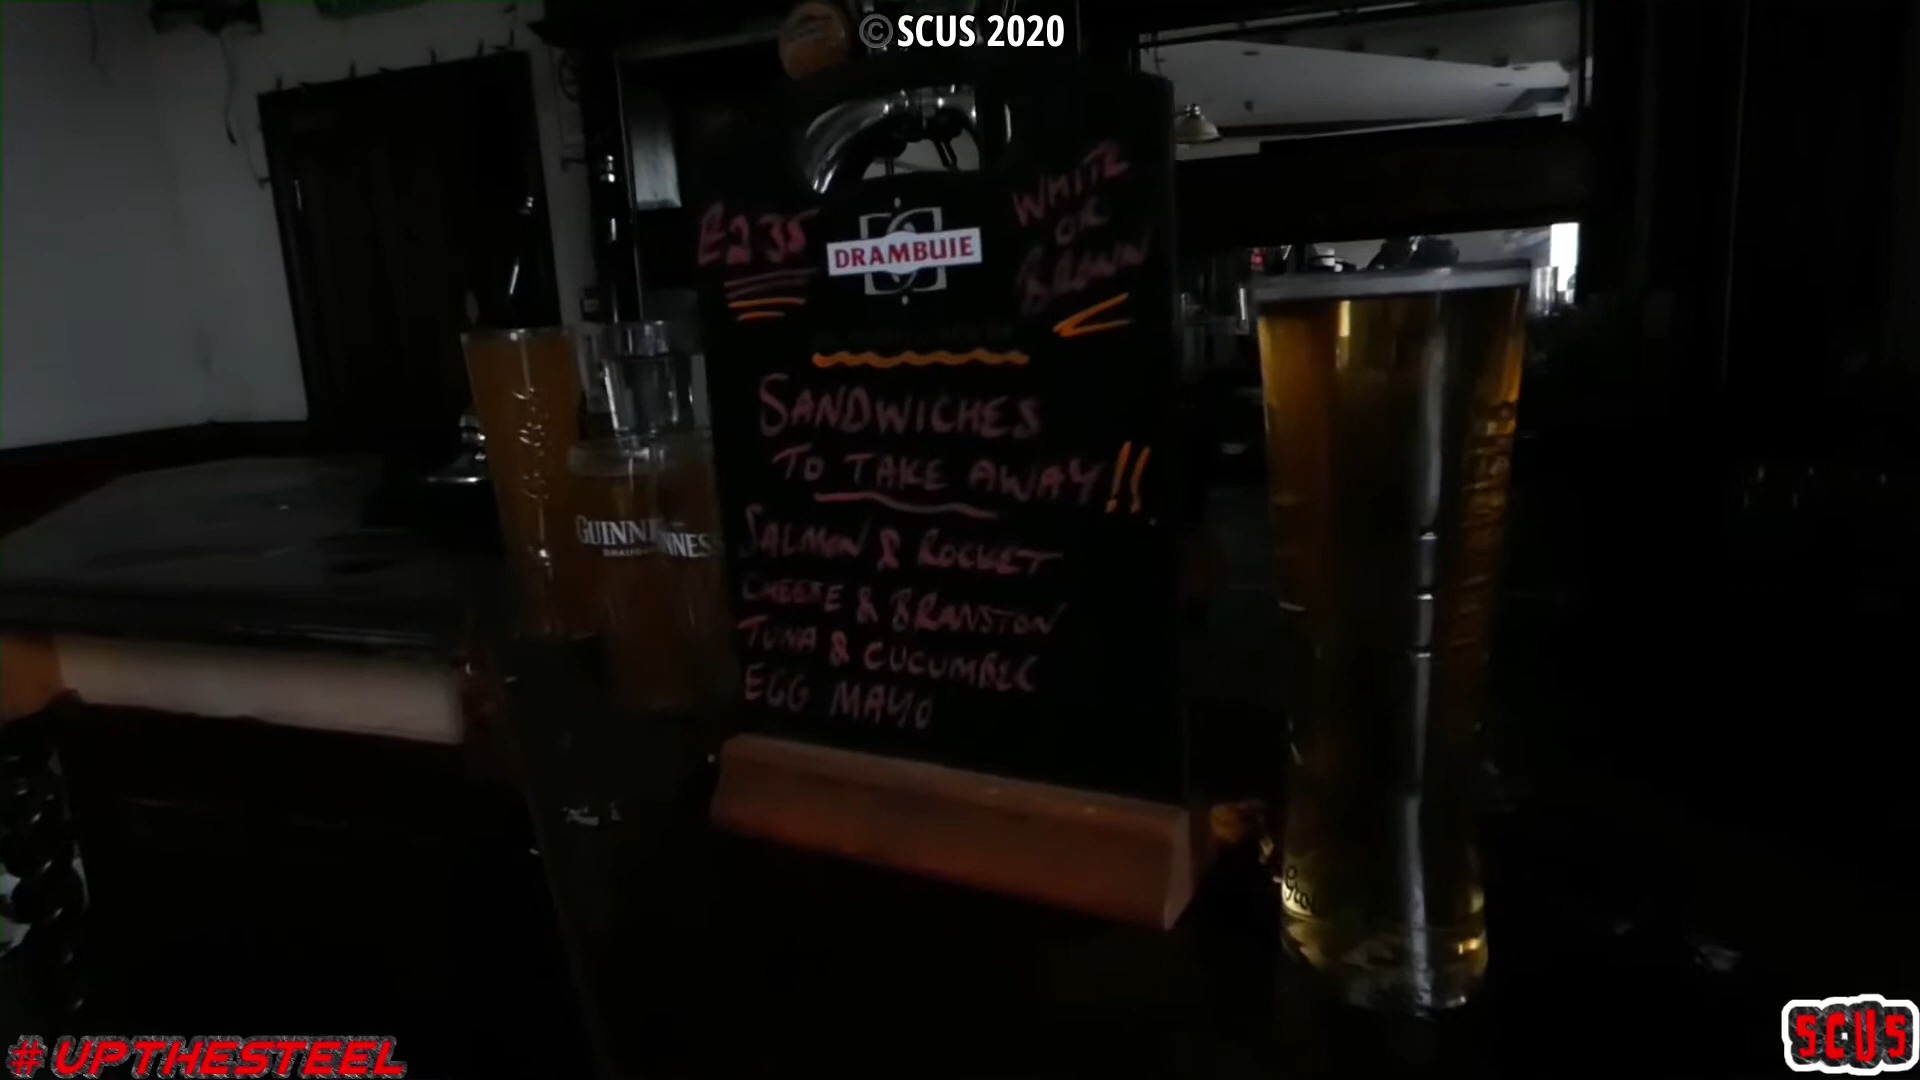 ©SCUS 2020
£2 35
DRAMBUIE
WHITE
OR
BROWN
SANDWICHES
TO TAKE AWAY!!
SALMON & ROCKET
CHEESE & BRANSTON
TUNA & CUCUMBER
EGG MAYO
GUINNESS
#UPTHESTEEL
SCUS